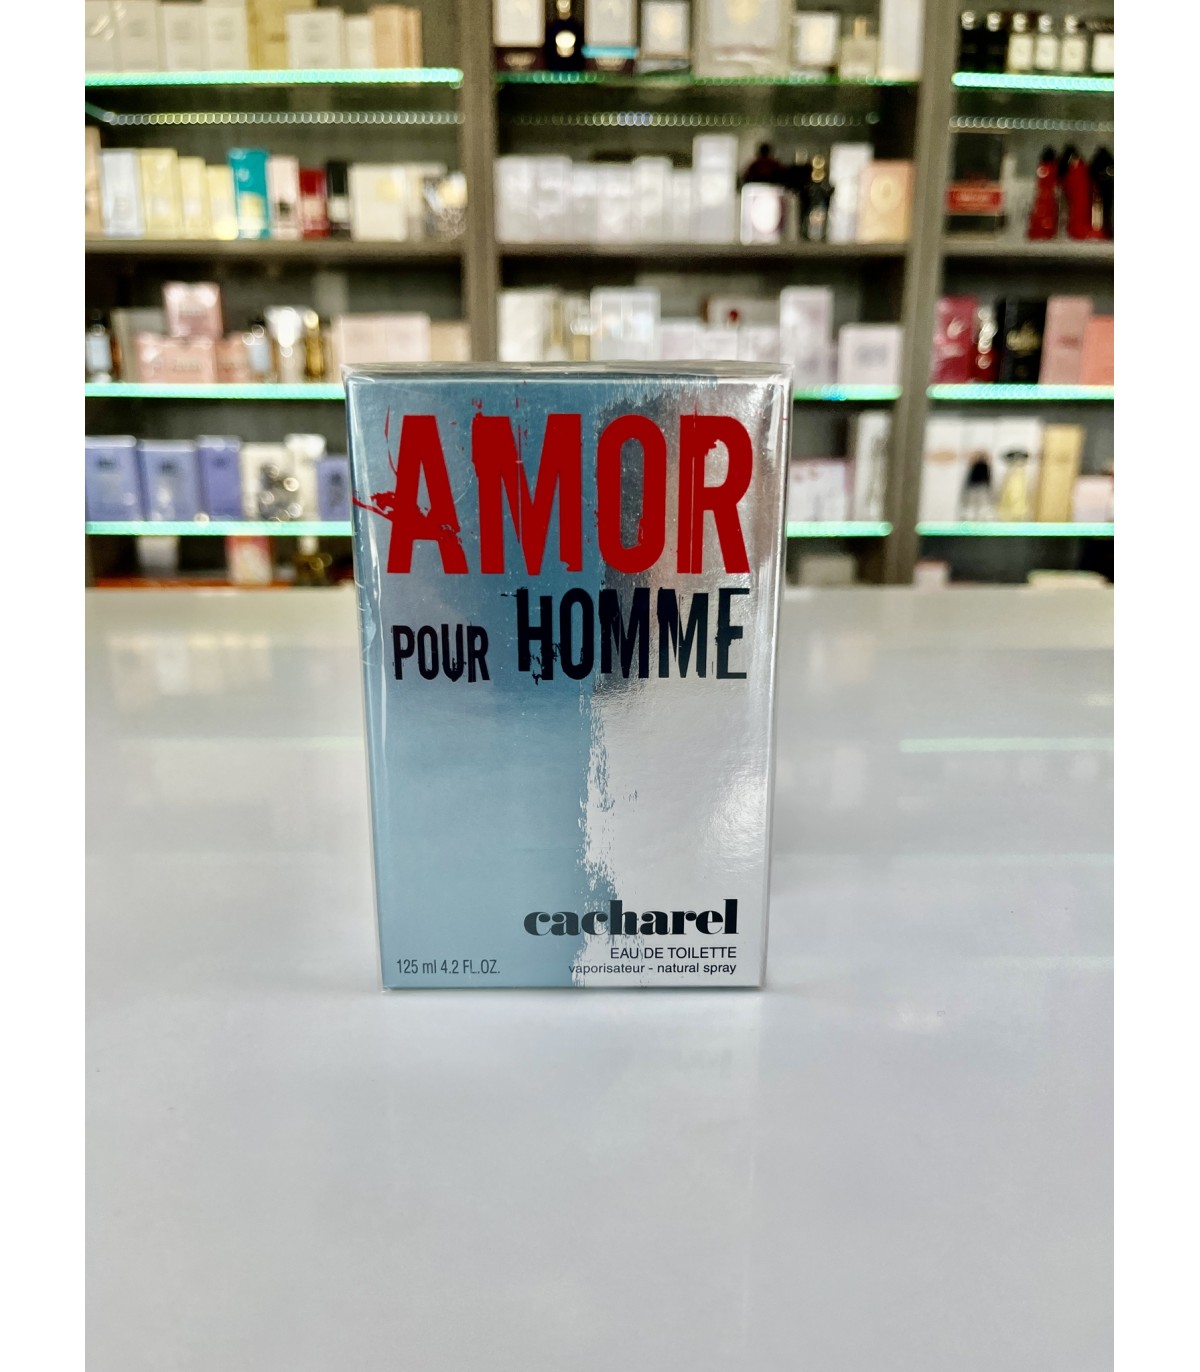 AMOR
POUR HOMME
cacharel
EAU DE TOILETTE
125 ml 4.2 FL.OZ.
vaporisateur - natural spray